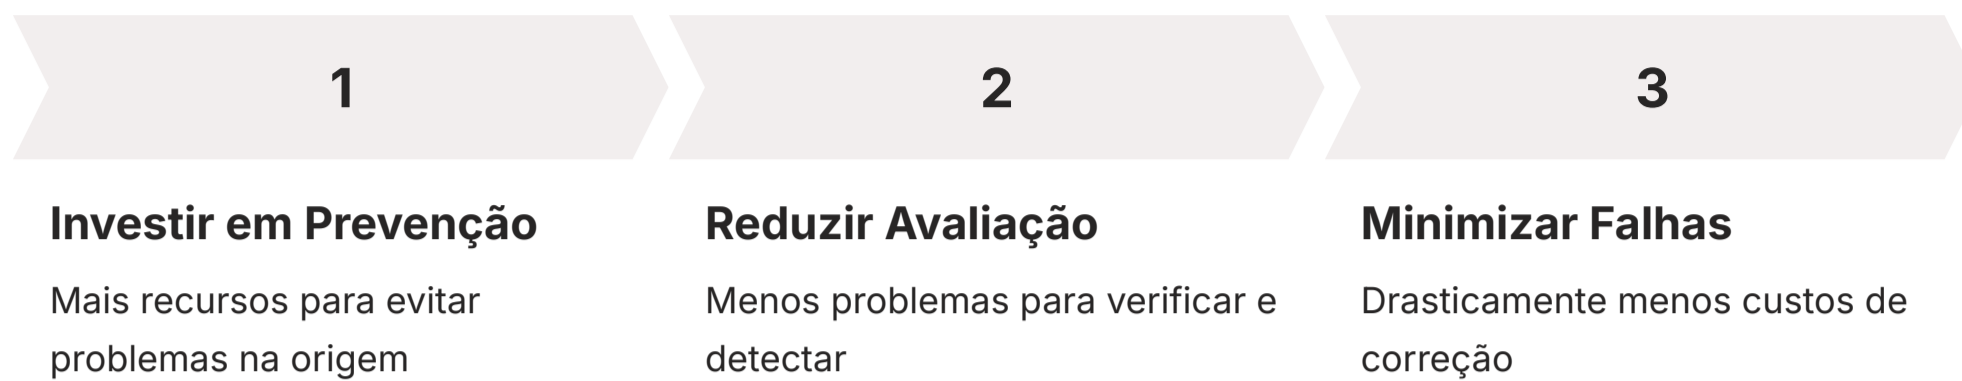 1
Investir em Prevenção
Mais recursos para evitar
problemas na origem
2
Reduzir Avaliação
Menos problemas para verificar e
detectar
3
Minimizar Falhas
Drasticamente menos custos de
correção